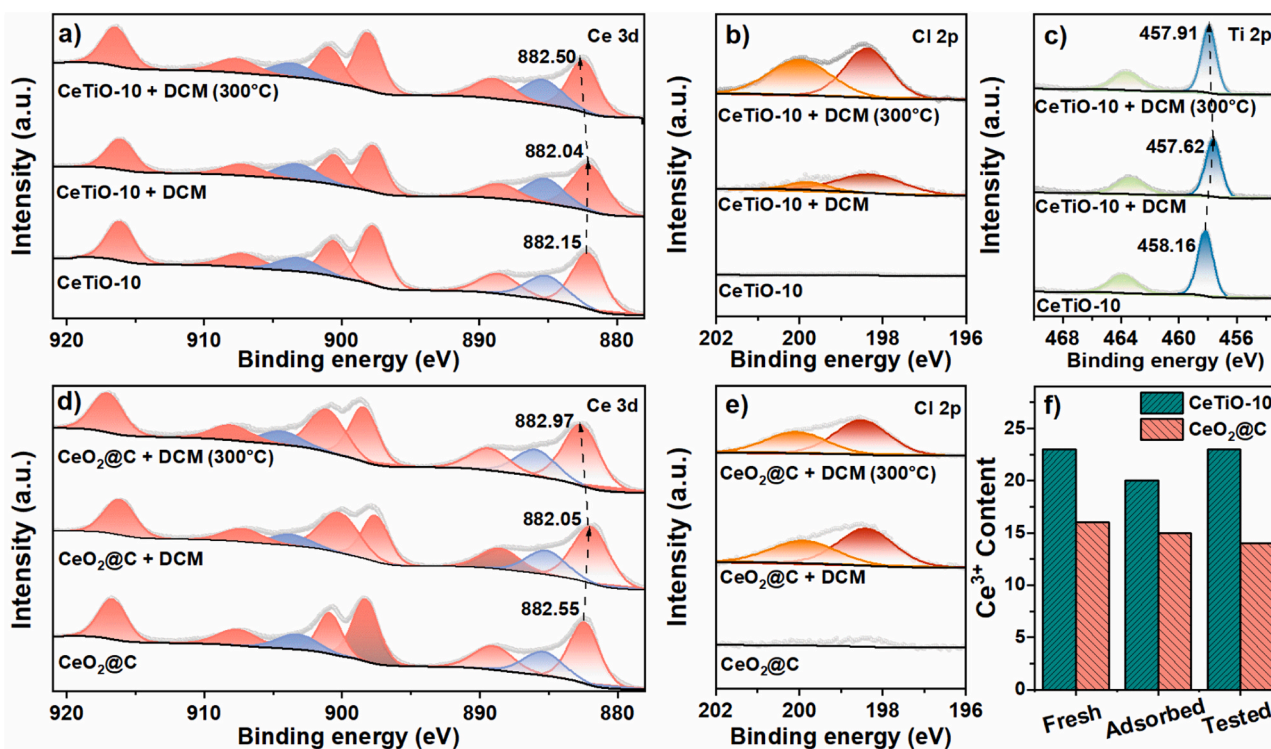 a)
Ce 3d
882.50
CeTiO-10 + DCM (300°C)
882.04
CeTiO-10 + DCM
882.15
CeTiO-10
Intensity (a.u.)
920 910 900 890 880
Binding energy (eV)
b)
Cl 2p
CeTiO-10 + DCM (300°C)
CeTiO-10 + DCM
CeTiO-10
Intensity (a.u.)
202 200 198 196
Binding energy (eV)
c)
457.91
Ti 2p
CeTiO-10 + DCM (300°C)
457.62
CeTiO-10 + DCM
458.16
CeTiO-10
Intensity (a.u.)
468 464 460 456
Binding energy (eV)
d)
Ce 3d
882.97
CeO2@C + DCM (300°C)
882.05
CeO2@C + DCM
882.55
CeO2@C
Intensity (a.u.)
920 910 900 890 880
Binding energy (eV)
e)
Cl 2p
CeO2@C + DCM (300°C)
CeO2@C + DCM
CeO2@C
Intensity (a.u.)
202 200 198 196
Binding energy (eV)
f)
CeTiO-10
CeO2@C
Ce3+ Content
25
20
15
10
5
0
Fresh Adsorbed Tested